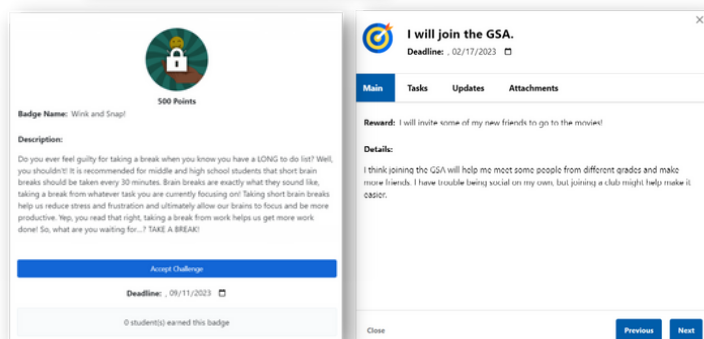 500 Points
Badge Name: Wink and Snap!
Description:
Do you ever feel guilty for taking a break when you know you have a LONG to do list? Well,
you shouldn't! It is recommended for middle and high school students that short brain
breaks should be taken every 30 minutes. Brain breaks are exactly what they sound like,
taking a break from whatever task you are currently focusing on! Taking short brain breaks
help us reduce stress and frustration and ultimately allow our brains to focus and be more
productive. Yep, you read that right, taking a break from work helps us get more work
done! So, what are you waiting for...? TAKE A BREAK!
Accept Challenge
Deadline: , 09/11/2023
0 student(s) earned this badge
I will join the GSA.
Deadline: , 02/17/2023
Main Tasks Updates Attachments
Reward: I will invite some of my new friends to go to the movies!
Details:
I think joining the GSA will help me meet some people from different grades and make
more friends. I have trouble being social on my own, but joining a club might help make it
easier.
Close Previous Next